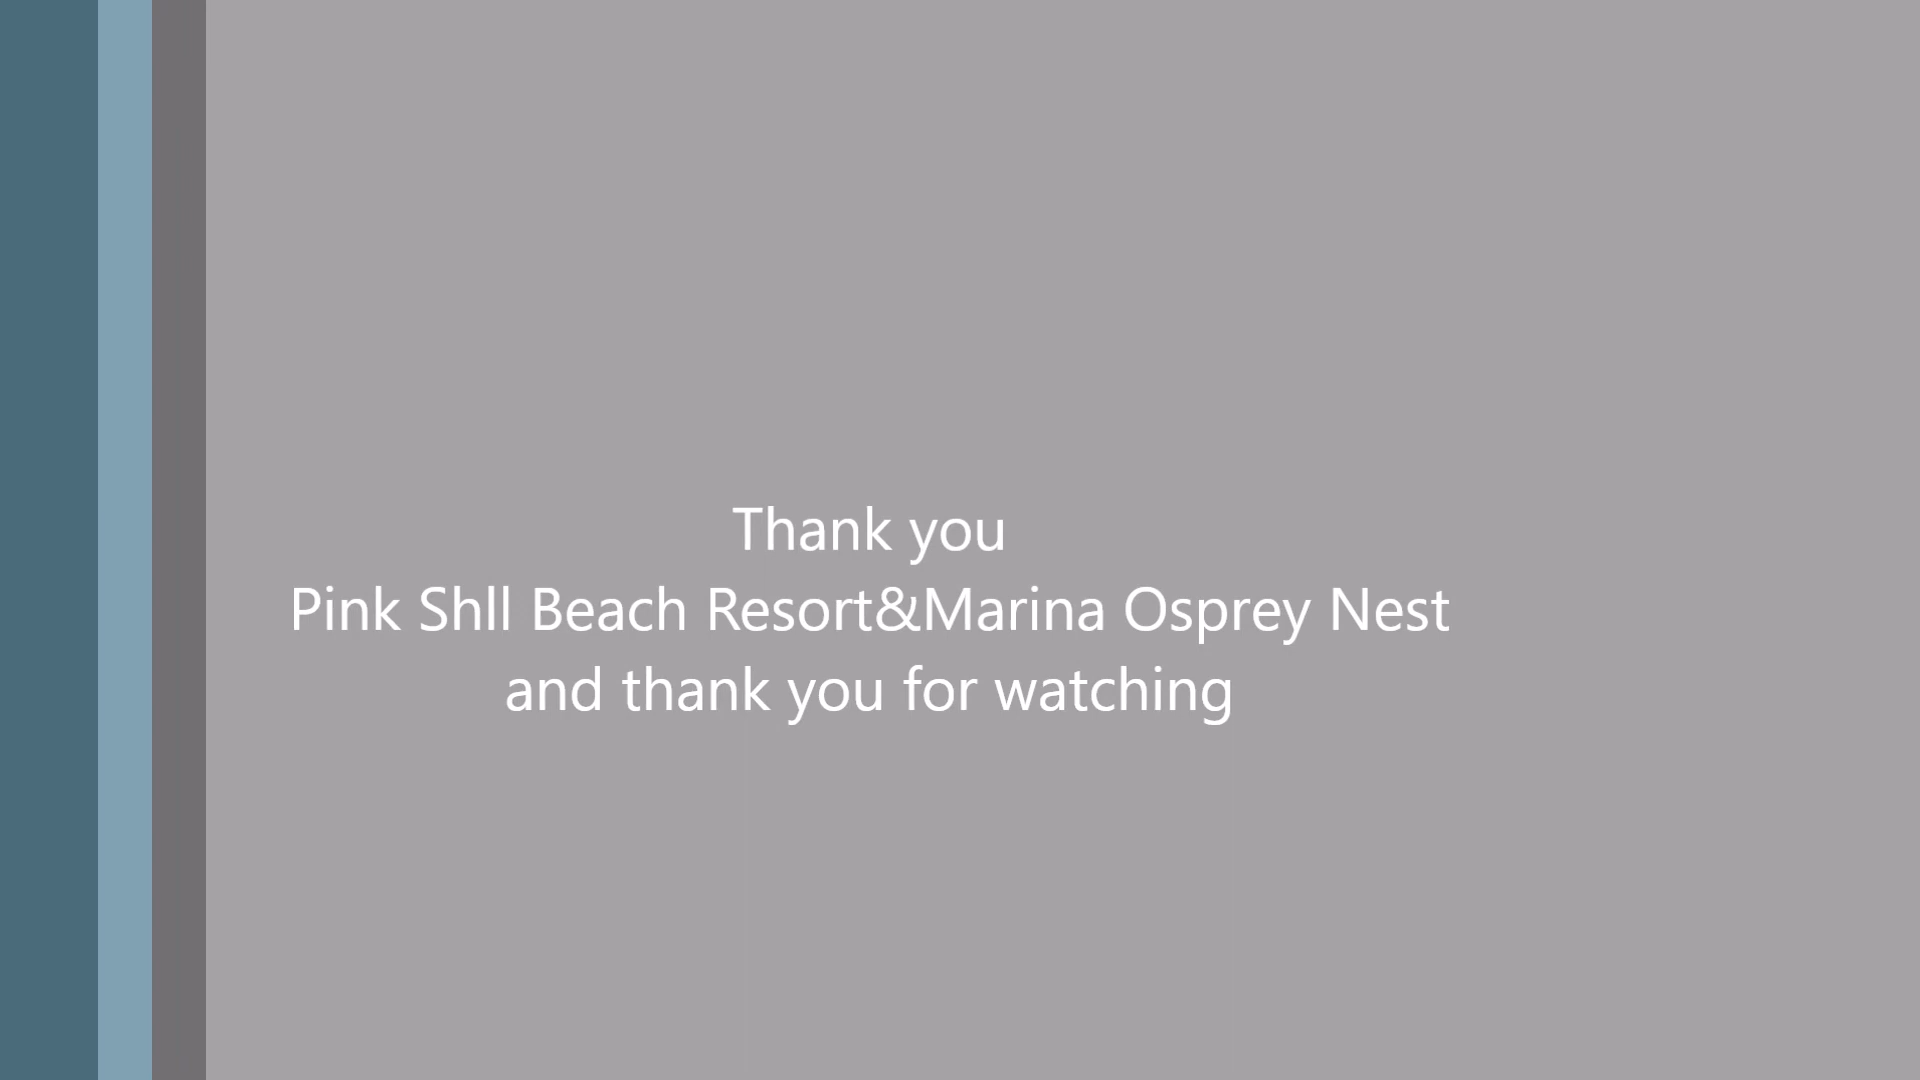 Thank you
Pink Shll Beach Resort&Marina Osprey Nest
and thank you for watching